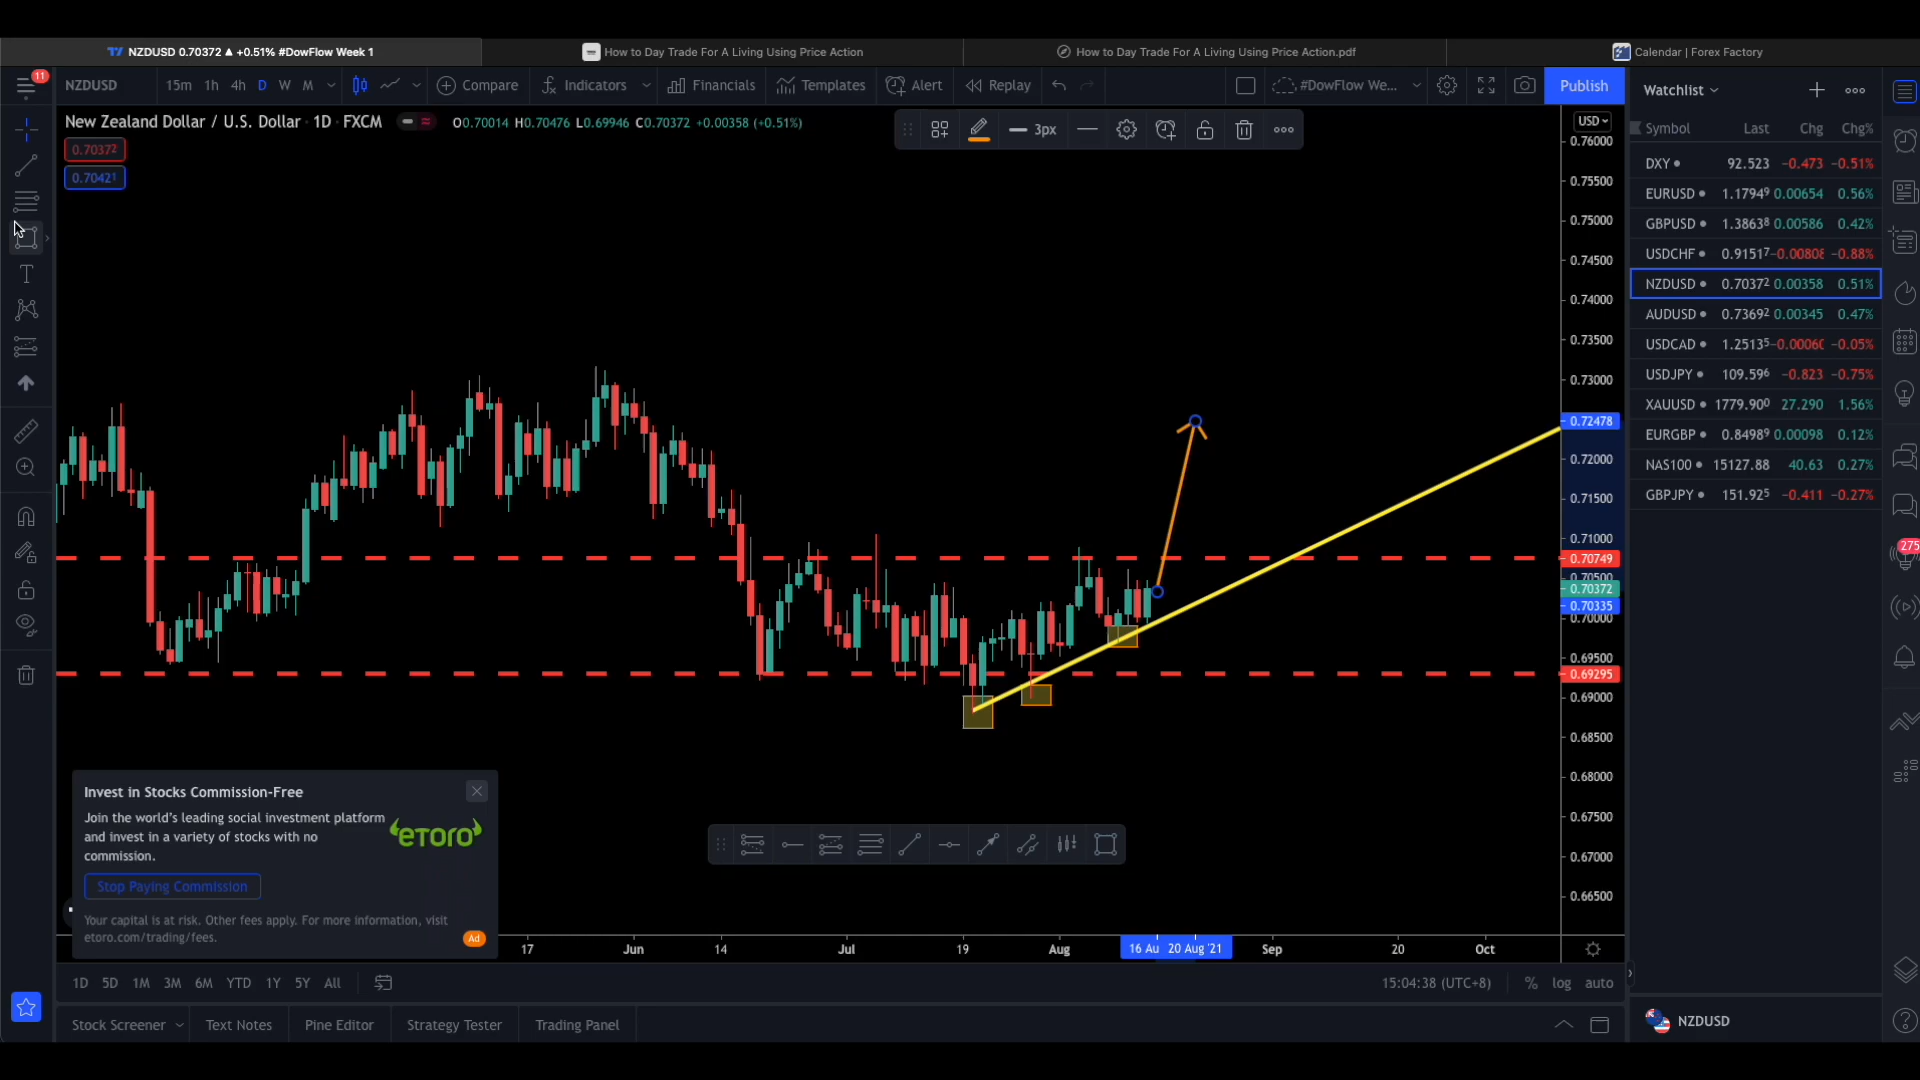 NZDUSD 0.70372 ▲ +0.51% #DowFlow Week 1
How to Day Trade For A Living Using Price Action
How to Day Trade For A Living Using Price Action.pdf
Calendar | Forex Factory
11
NZDUSD
15m 1h 4h D W M
Compare
Indicators
Financials
Templates
Alert
Replay
#DowFlow We...
Publish
Watchlist
New Zealand Dollar / U.S. Dollar · 1D · FXCM
O0.70014 H0.70476 L0.69946 C0.70372 +0.00358 (+0.51%)
3px
USD
0.70372
0.70421
Symbol Last Chg Chg%
DXY 92.523 −0.473 −0.51%
EURUSD 1.17949 0.00654 0.56%
GBPUSD 1.38638 0.00586 0.42%
USDCHF 0.91517 −0.00808 −0.88%
NZDUSD 0.70372 0.00358 0.51%
AUDUSD 0.73692 0.00345 0.47%
USDCAD 1.25135 −0.00060 −0.05%
USDJPY 109.596 −0.823 −0.75%
XAUUSD 1779.900 27.290 1.56%
EURGBP 0.84989 0.00098 0.12%
NAS100 15127.88 40.63 0.27%
GBPJPY 151.925 −0.411 −0.27%
0.76000
0.75500
0.75000
0.74500
0.74000
0.73500
0.73000
0.72478
0.72000
0.71500
0.71000
0.70749
0.70500
0.70372
0.70335
0.70000
0.69500
0.69295
0.69000
0.68500
0.68000
0.67500
0.67000
0.66500
275
Invest in Stocks Commission-Free
Join the world's leading social investment platform
and invest in a variety of stocks with no
commission.
eTORO
Stop Paying Commission
Your capital is at risk. Other fees apply. For more information, visit
etoro.com/trading/fees.
Ad
17 Jun 14 Jul 19 Aug 16 Au 20 Aug '21 Sep 20 Oct
1D 5D 1M 3M 6M YTD 1Y 5Y All
15:04:38 (UTC+8)
% log auto
Stock Screener
Text Notes
Pine Editor
Strategy Tester
Trading Panel
NZDUSD